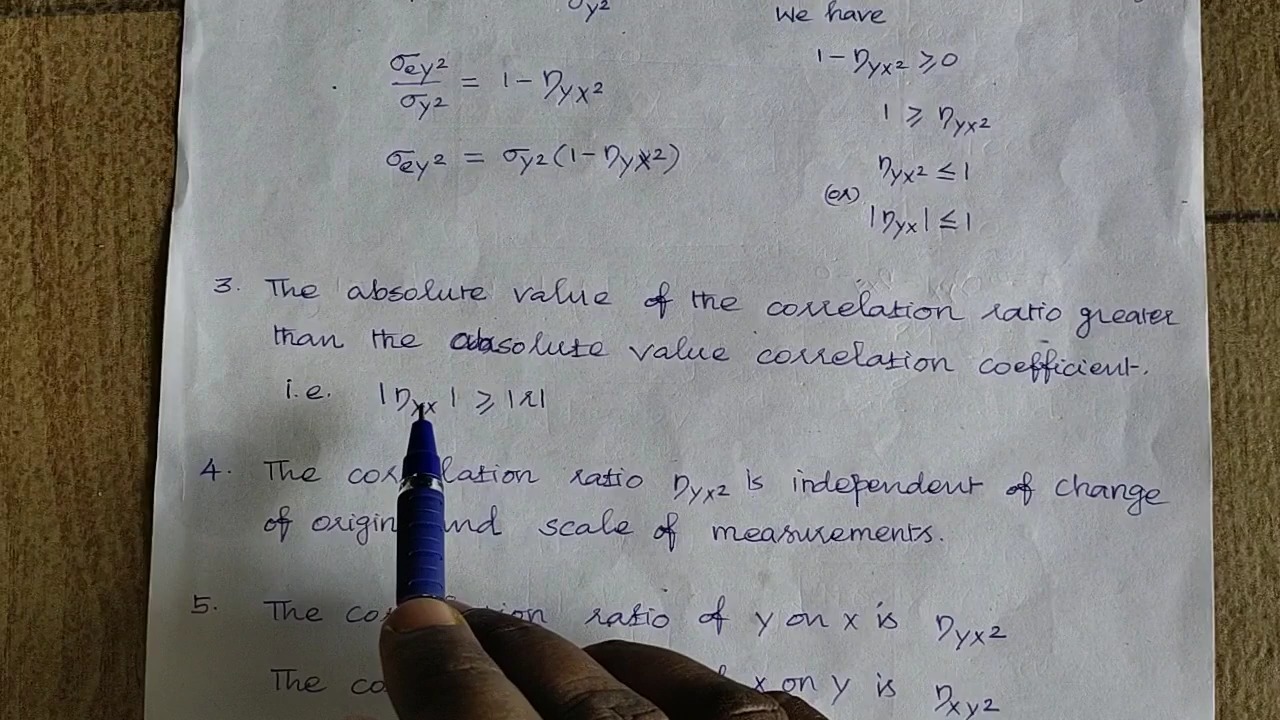 σy²
We have
σey²/σy² = 1 - ηyx²
σey² = σy²(1 - ηyx²)
1 - ηyx² ≥ 0
1 ≥ ηyx²
ηyx² ≤ 1
(or)
|ηyx| ≤ 1
3. The absolute value of the correlation ratio greater
than the absolute value correlation coefficient.
i.e. |ηyx| ≥ |r|
4. The correlation ratio ηyx² is independent of change
of origin and scale of measurements.
5. The ratio of y on x is ηyx²
The x on y is ηxy²